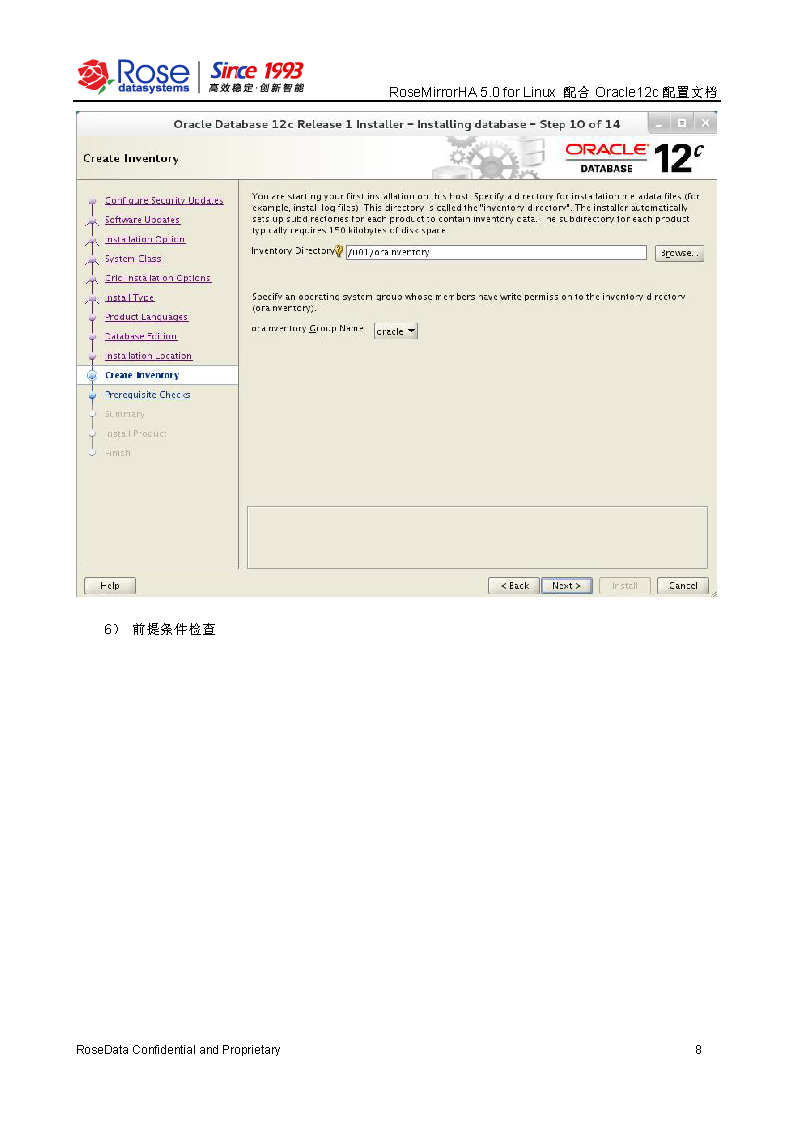 Rose
datasystems
Since 1993
高效稳定·创新智能
RoseMirrorHA 5.0 for Linux 配合 Oracle12c 配置文档
Oracle Database 12c Release 1 Installer - Installing database - Step 10 of 14
Create Inventory
ORACLE
DATABASE
12c
Configure Security Updates
Software Updates
Installation Option
System Class
Grid Installation Options
Install Type
Product Languages
Database Edition
Installation Location
Create Inventory
Prerequisite Checks
Summary
Install Product
Finish
You are starting your first installation on this host. Specify a directory for installation metadata files (for
example, install log files). This directory is called the "inventory directory". The installer automatically
sets up subdirectories for each product to contain inventory data. The subdirectory for each product
typically requires 150 kilobytes of disk space.
Inventory Directory: /u01/orainventory
Browse...
Specify an operating system group whose members have write permission to the inventory directory
(orainventory).
orainventory Group Name: oracle
Help
< Back
Next >
Install
Cancel
6） 前提条件检查
RoseData Confidential and Proprietary 8